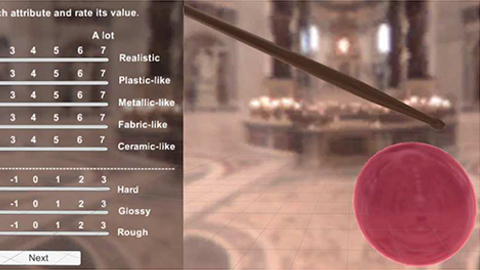 ch attribute and rate its value.
A lot
3 4 5 6 7
Realistic
3 4 5 6 7
Plastic-like
3 4 5 6 7
Metallic-like
3 4 5 6 7
Fabric-like
3 4 5 6 7
Ceramic-like
-1 0 1 2 3
Hard
-1 0 1 2 3
Glossy
-1 0 1 2 3
Rough
Next